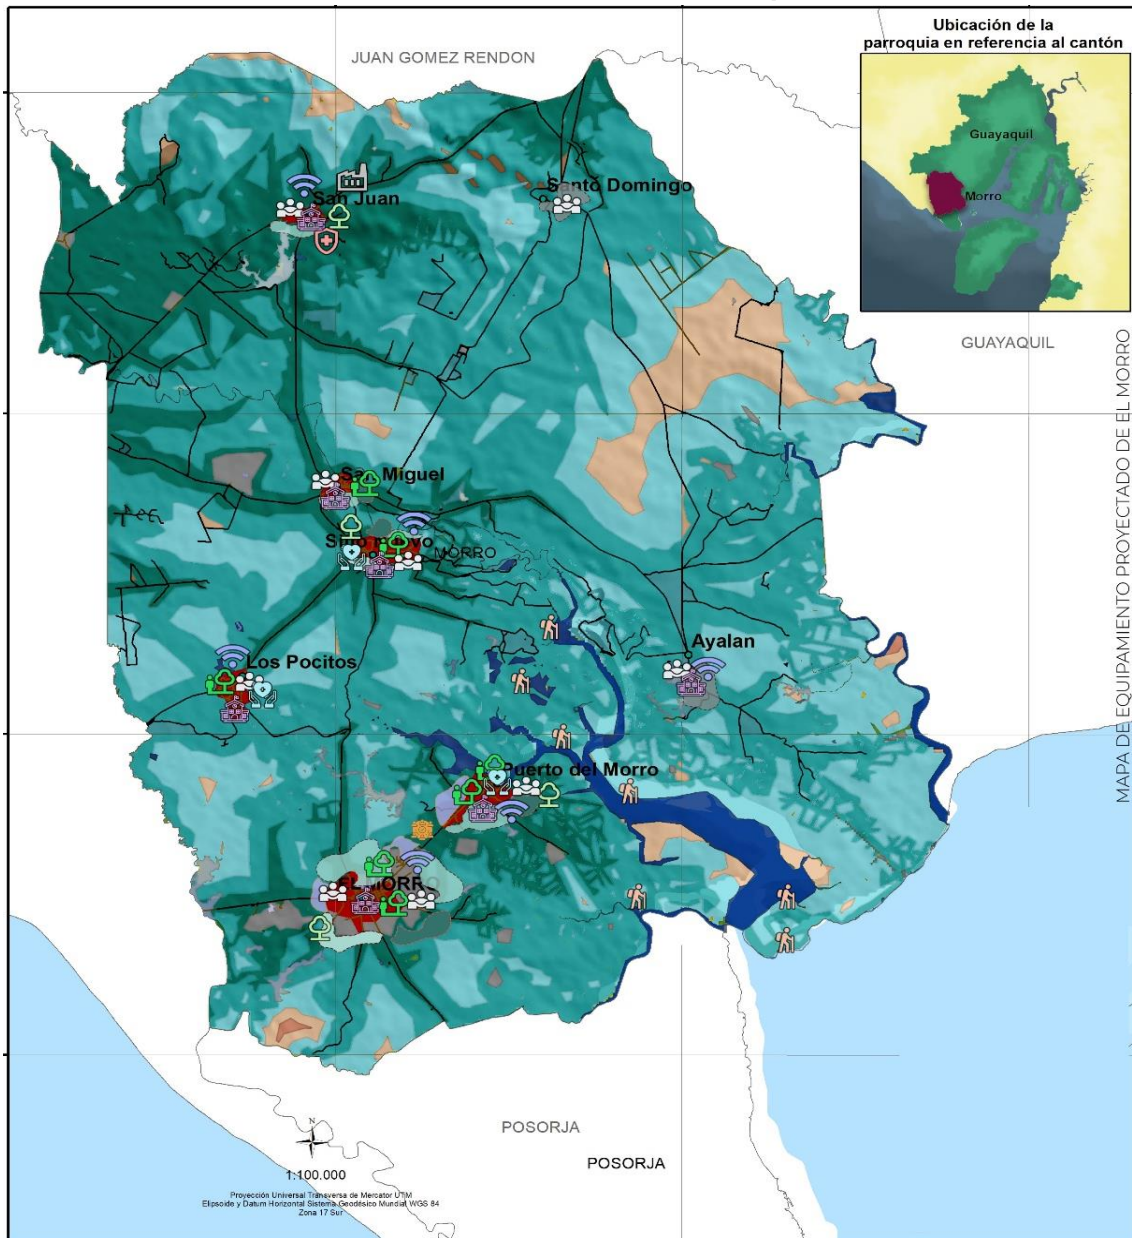 Ubicación de la
parroquia en referencia al cantón
Guayaquil
Morro
JUAN GOMEZ RENDON
San Juan
Santo Domingo
GUAYAQUIL
MAPA DE EQUIPAMIENTO PROYECTADO DE EL MORRO
San Miguel
MORRO
Los Pocitos
Ayalan
Puerto del Morro
EL MORRO
POSORJA
POSORJA
N
1:100.000
Proyección Universal Transversa de Mercator UTM
Elipsoide y Datum Horizontal Sistema Geodésico Mundial WGS 84
Zona 17 Sur